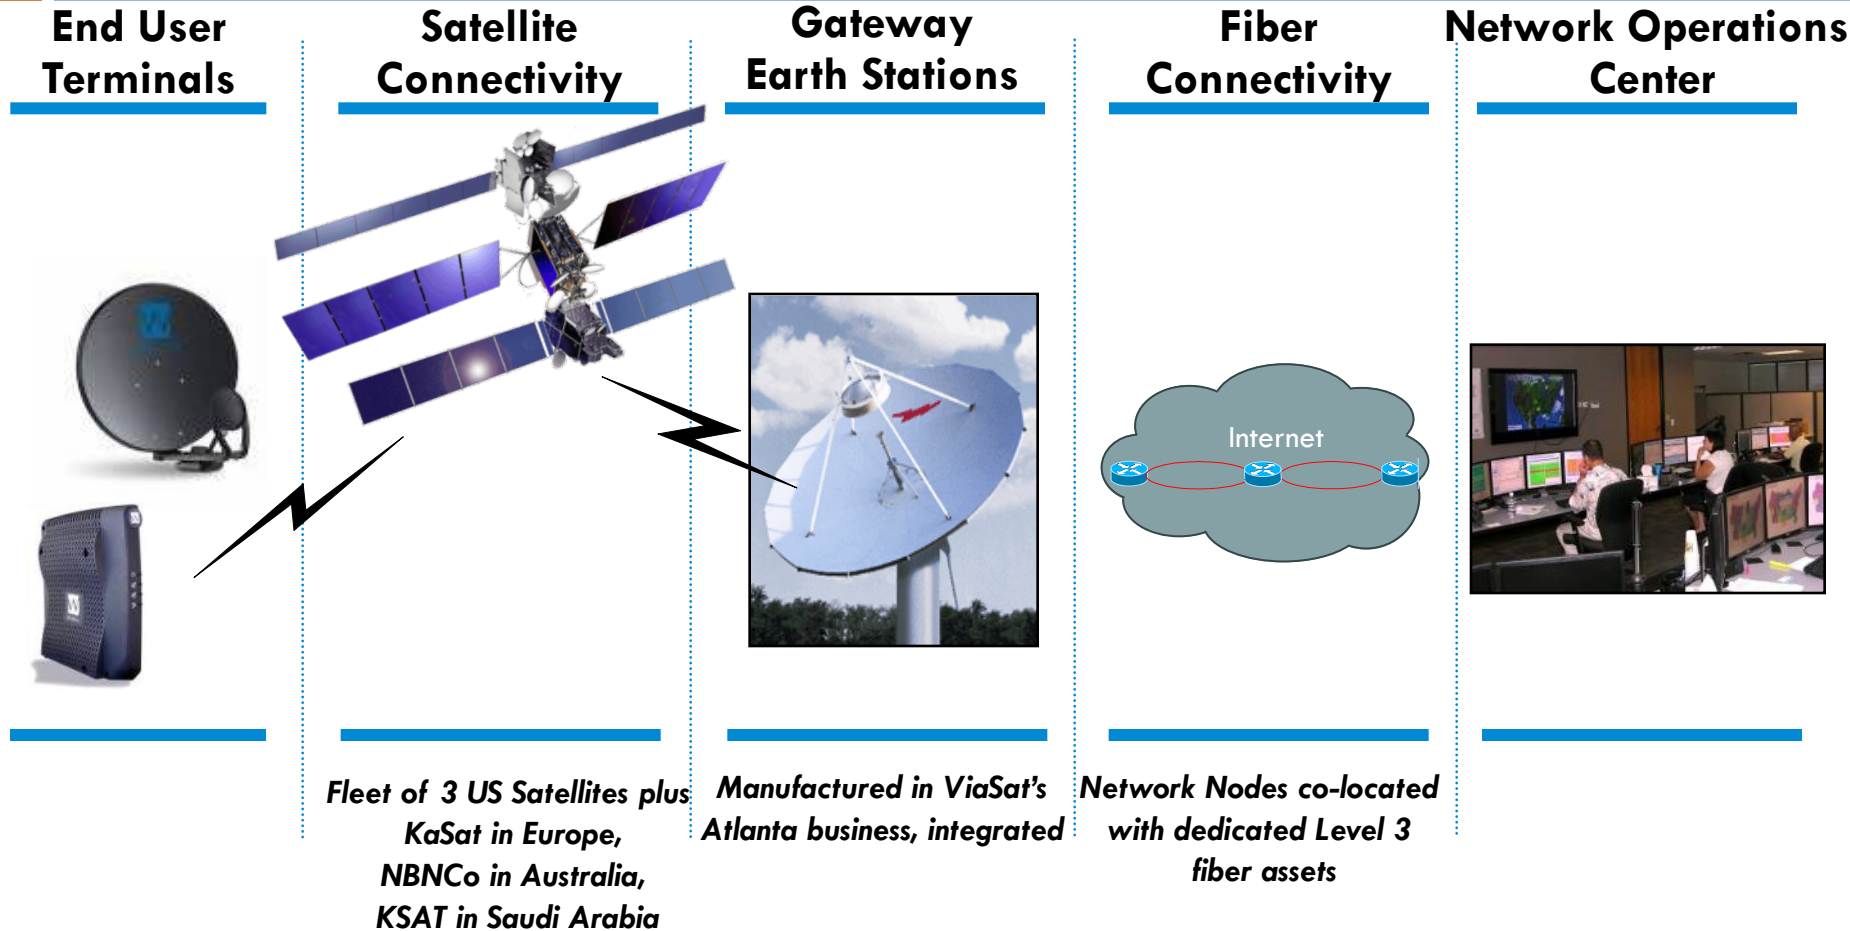 End User
Terminals
Satellite
Connectivity
Gateway
Earth Stations
Fiber
Connectivity
Network Operations
Center
Internet
Fleet of 3 US Satellites plus
KaSat in Europe,
NBNCo in Australia,
KSAT in Saudi Arabia
Manufactured in ViaSat's
Atlanta business, integrated
Network Nodes co-located
with dedicated Level 3
fiber assets